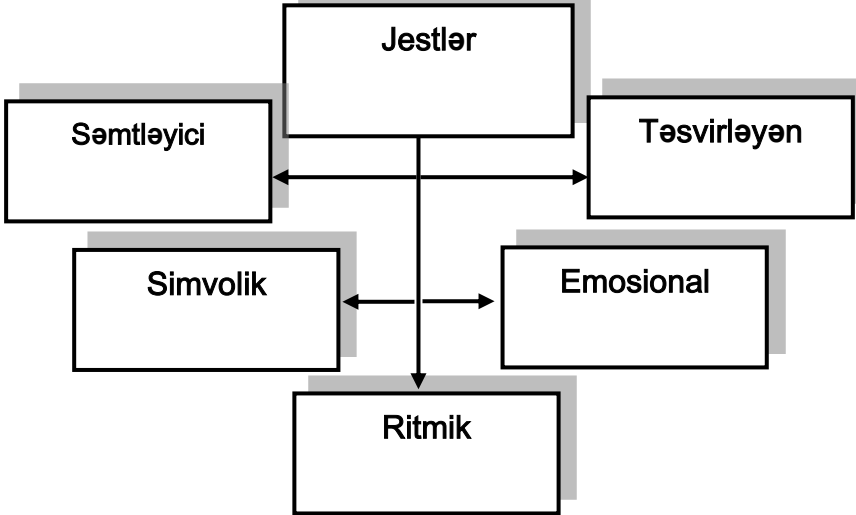 Jestlər
Səmtləyici
Təsvirləyən
Simvolik
Emosional
Ritmik